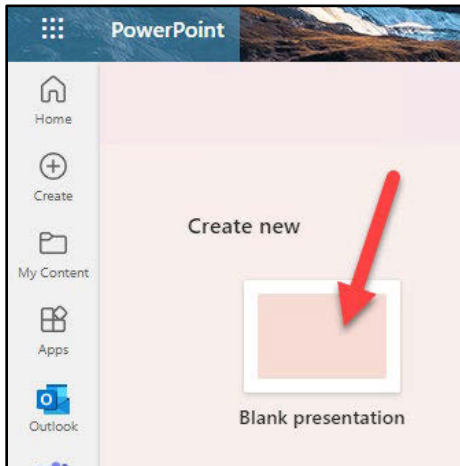 PowerPoint
Home
Create
My Content
Apps
Outlook
Create new
Blank presentation